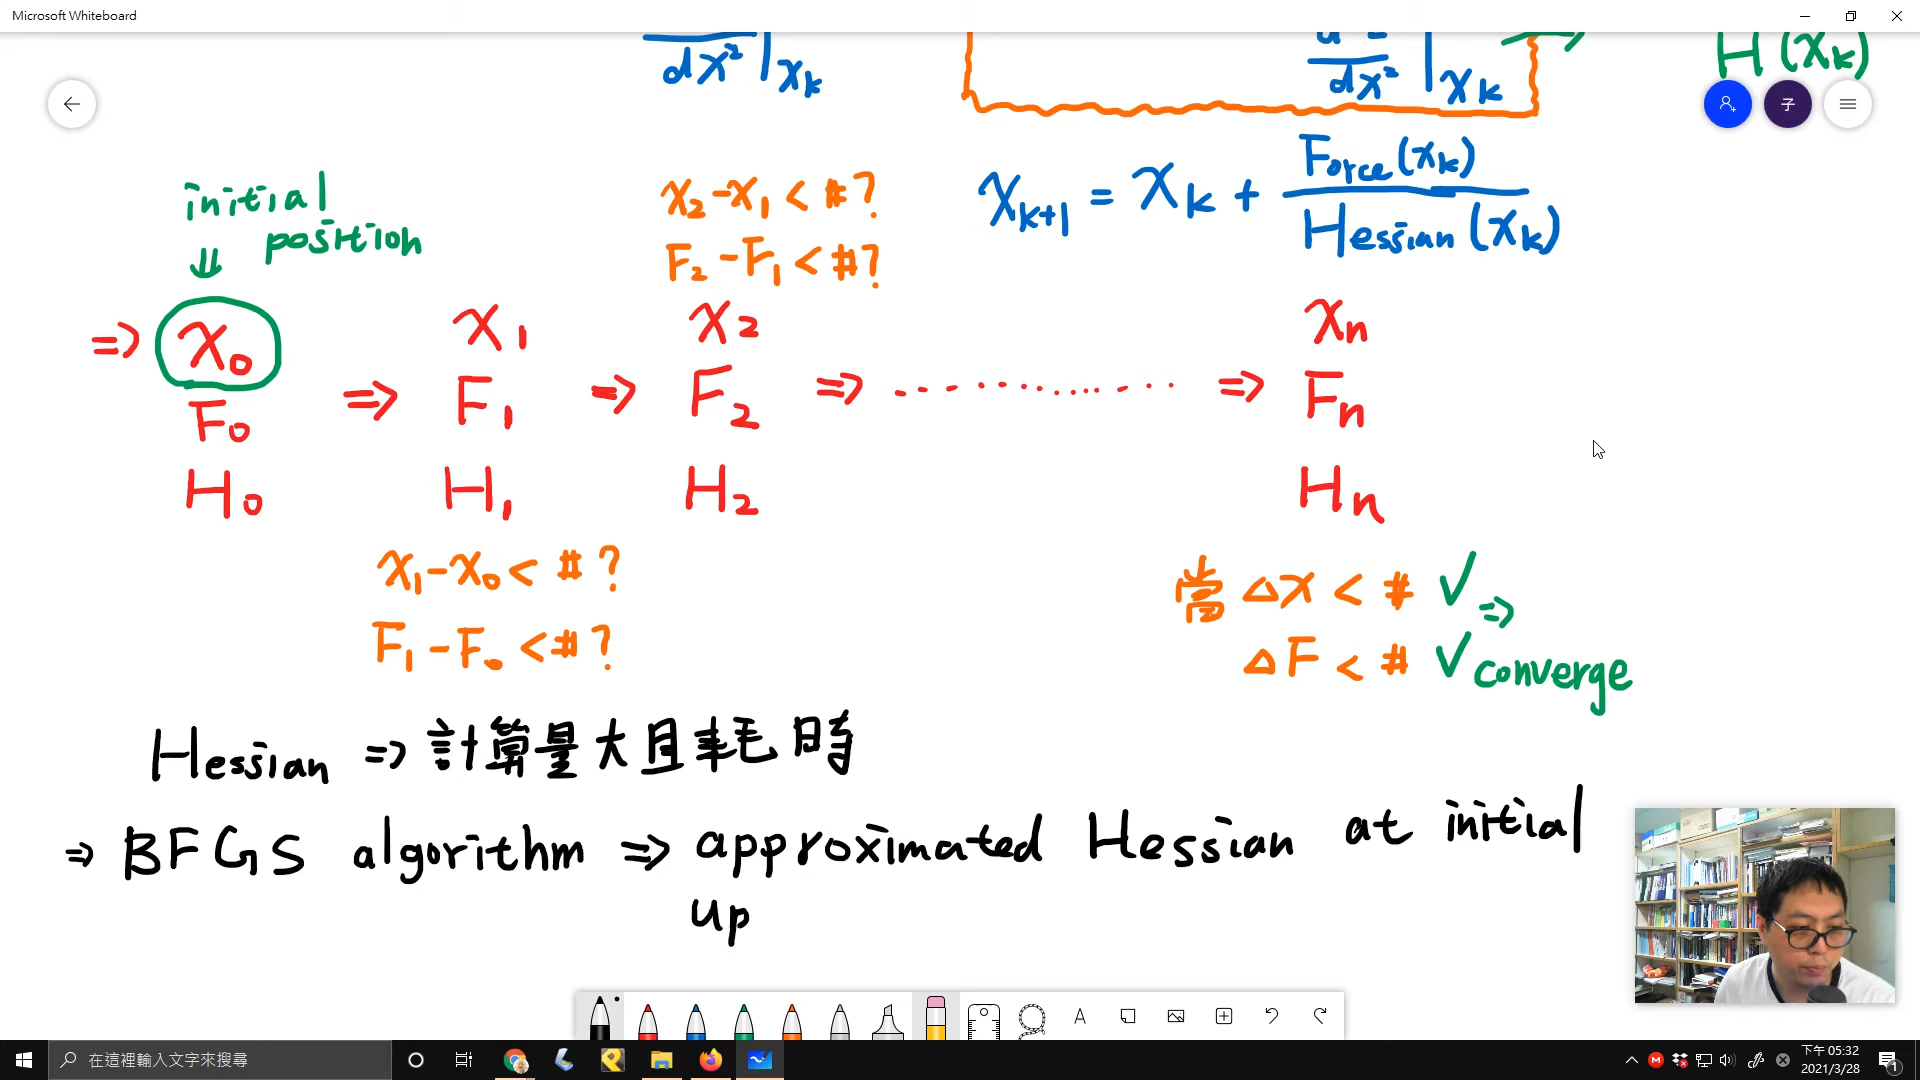 Microsoft Whiteboard
dx² | xk
dx² | xk
H(xk)
子
initial
position
⇓
x2 - x1 < # ?
F2 - F1 < # ?
xk+1 = xk + Force(xk) / Hessian(xk)
⇒ x0 x1 x2 xn
F0 ⇒ F1 ⇒ F2 ⇒ ............ ⇒ Fn
H0 H1 H2 Hn
x1 - x0 < # ?
F1 - F0 < # ?
當 Δx < # ✓ ⇒
ΔF < # ✓ converge
Hessian ⇒ 計算量大且耗時
⇒ BFGS algorithm ⇒ approximated Hessian at initial
up
在這裡輸入文字來搜尋
下午 05:32
2021/3/28
1